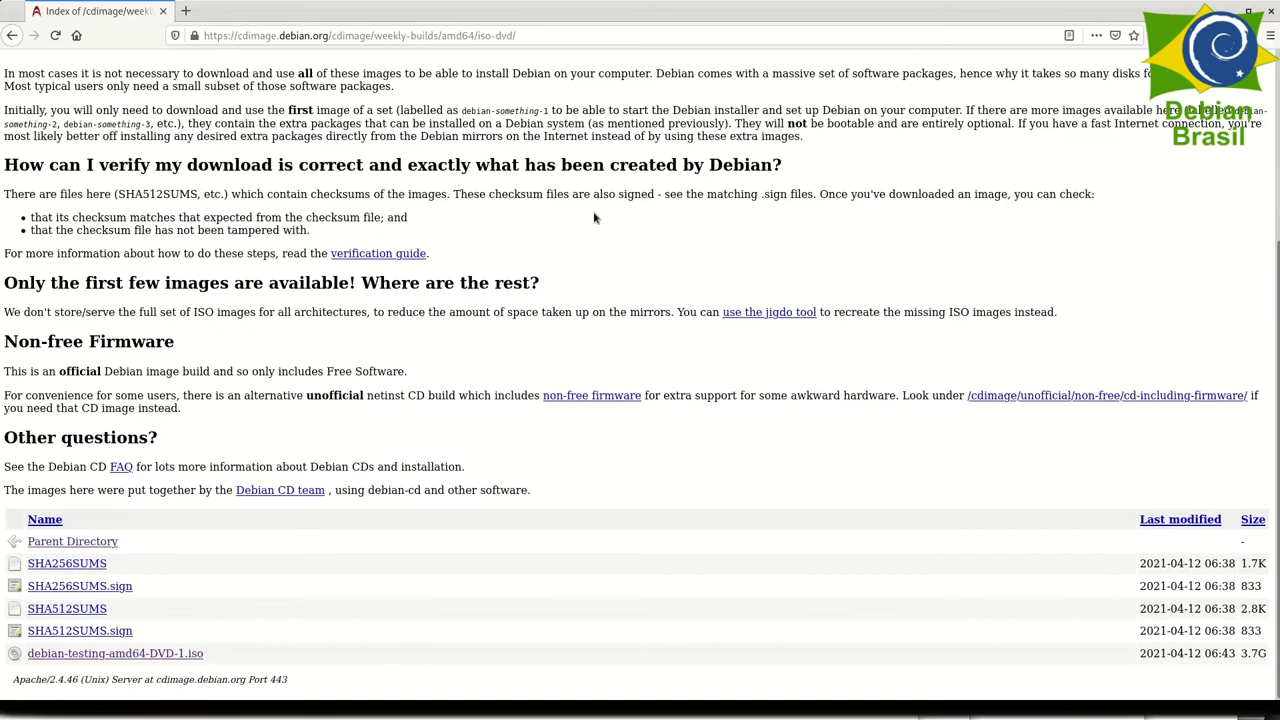 Index of /cdimage/weekly
https://cdimage.debian.org/cdimage/weekly-builds/amd64/iso-dvd/
In most cases it is not necessary to download and use all of these images to be able to install Debian on your computer. Debian comes with a massive set of software packages, hence why it takes so many disks
Most typical users only need a small subset of those software packages.
Initially, you will only need to download and use the first image of a set (labelled as debian-something-1 to be able to start the Debian installer and set up Debian on your computer. If there are more images available here
something-2, debian-something-3, etc.), they contain the extra packages that can be installed on a Debian system (as mentioned previously). They will not be bootable and are entirely optional. If you have a fast Internet connection, you're
most likely better off installing any desired extra packages directly from the Debian mirrors on the Internet instead of by using these extra images.
How can I verify my download is correct and exactly what has been created by Debian?
There are files here (SHA512SUMS, etc.) which contain checksums of the images. These checksum files are also signed - see the matching .sign files. Once you've downloaded an image, you can check:
• that its checksum matches that expected from the checksum file; and
• that the checksum file has not been tampered with.
For more information about how to do these steps, read the verification guide.
Only the first few images are available! Where are the rest?
We don't store/serve the full set of ISO images for all architectures, to reduce the amount of space taken up on the mirrors. You can use the jigdo tool to recreate the missing ISO images instead.
Non-free Firmware
This is an official Debian image build and so only includes Free Software.
For convenience for some users, there is an alternative unofficial netinst CD build which includes non-free firmware for extra support for some awkward hardware. Look under /cdimage/unofficial/non-free/cd-including-firmware/ if
you need that CD image instead.
Other questions?
See the Debian CD FAQ for lots more information about Debian CDs and installation.
The images here were put together by the Debian CD team , using debian-cd and other software.
Name Last modified Size
Parent Directory -
SHA256SUMS 2021-04-12 06:38 1.7K
SHA256SUMS.sign 2021-04-12 06:38 833
SHA512SUMS 2021-04-12 06:38 2.8K
SHA512SUMS.sign 2021-04-12 06:38 833
debian-testing-amd64-DVD-1.iso 2021-04-12 06:43 3.7G
Apache/2.4.46 (Unix) Server at cdimage.debian.org Port 443
Debian
Brasil